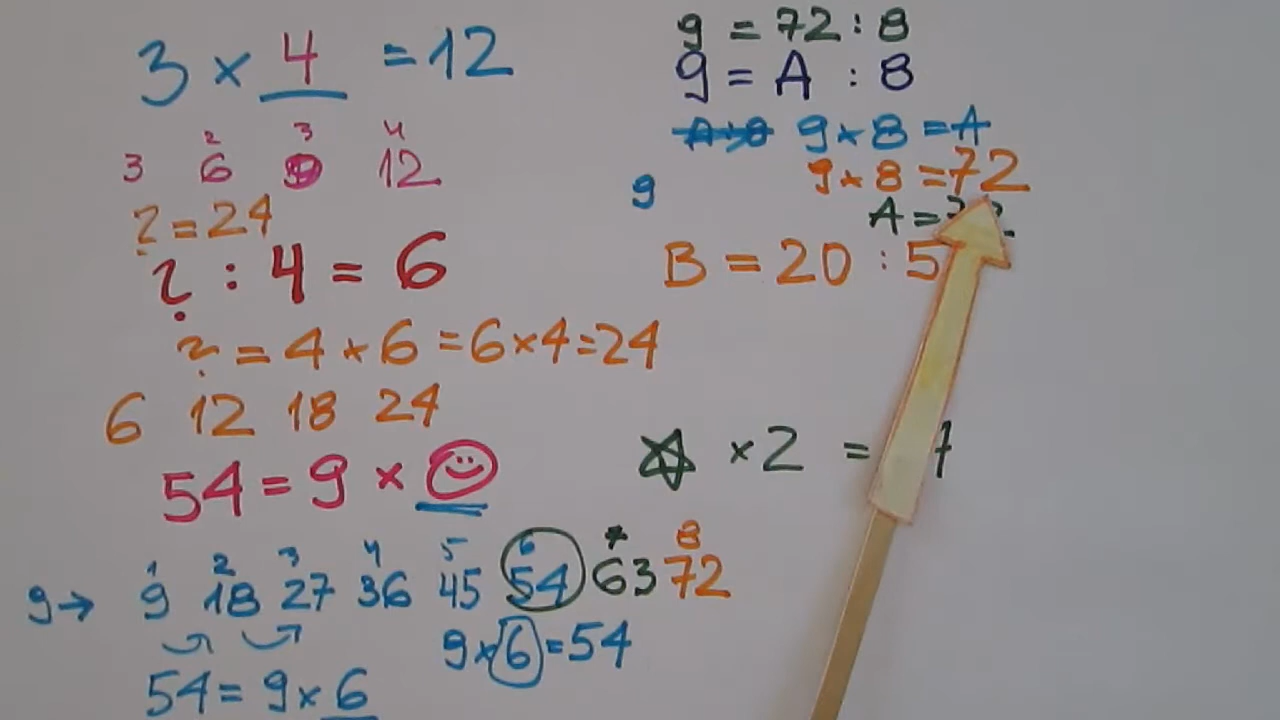 3 × 4 = 12
2 3 4
3 6 9 12
? = 24
? : 4 = 6
? = 4 × 6 = 6 × 4 = 24
6 12 18 24
54 = 9 ×
1 2 3 4 5 6 7 8
9 → 9 18 27 36 45 54 63 72
9 × 6 = 54
54 = 9 × 6
9 = 72 : 8
9 = A : 8
9 × 8 = A
9 × 8 = 72
9
A =
B = 20 : 5
× 2 =